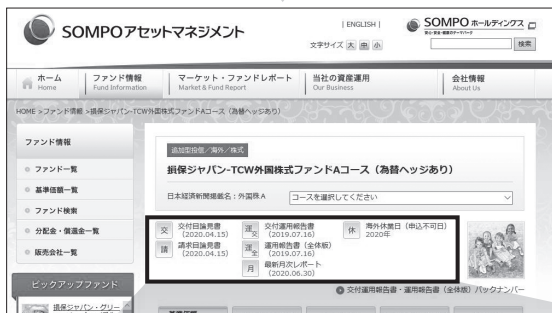 SOMPOアセットマネジメント
| ENGLISH |
SOMPO ホールディングス
文字サイズ 大 中 小
検索
ホーム
Home
ファンド情報
Fund Information
マーケット・ファンドレポート
Market & Fund Report
当社の資産運用
Our Business
会社情報
About Us
HOME >ファンド情報 >損保ジャパン-TCW外国株式ファンドAコース（為替ヘッジあり）
ファンド情報
ファンド一覧
基準価額一覧
ファンド検索
分配金・償還金一覧
販売会社一覧
ピックアップファンド
損保ジャパン・グリー
追加型投信／海外／株式
損保ジャパン-TCW外国株式ファンドAコース（為替ヘッジあり）
日本経済新聞掲載名：外国株A
コースを選択してください
交 交付目論見書
（2020.04.15）
請 請求目論見書
（2020.04.15）
運交 交付運用報告書
（2019.07.16）
運全 運用報告書（全体版）
（2019.07.16）
月 最新月次レポート
（2020.06.30）
休 海外休業日（申込不可日）
2020年
交付運用報告書・運用報告書（全体版）バックナンバー